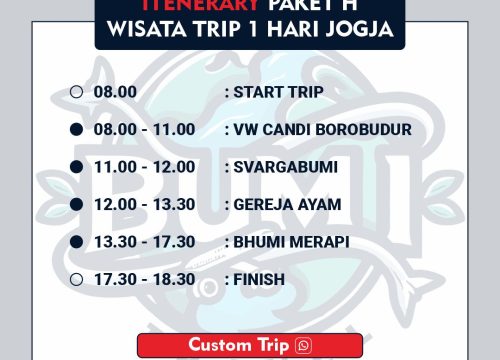 ITENERARY PAKET H
WISATA TRIP 1 HARI JOGJA
08.00 : START TRIP
08.00 - 11.00 : VW CANDI BOROBUDUR
11.00 - 12.00 : SVARGABUMI
12.00 - 13.30 : GEREJA AYAM
13.30 - 17.30 : BHUMI MERAPI
17.30 - 18.30 : FINISH
BUMI
Custom Trip